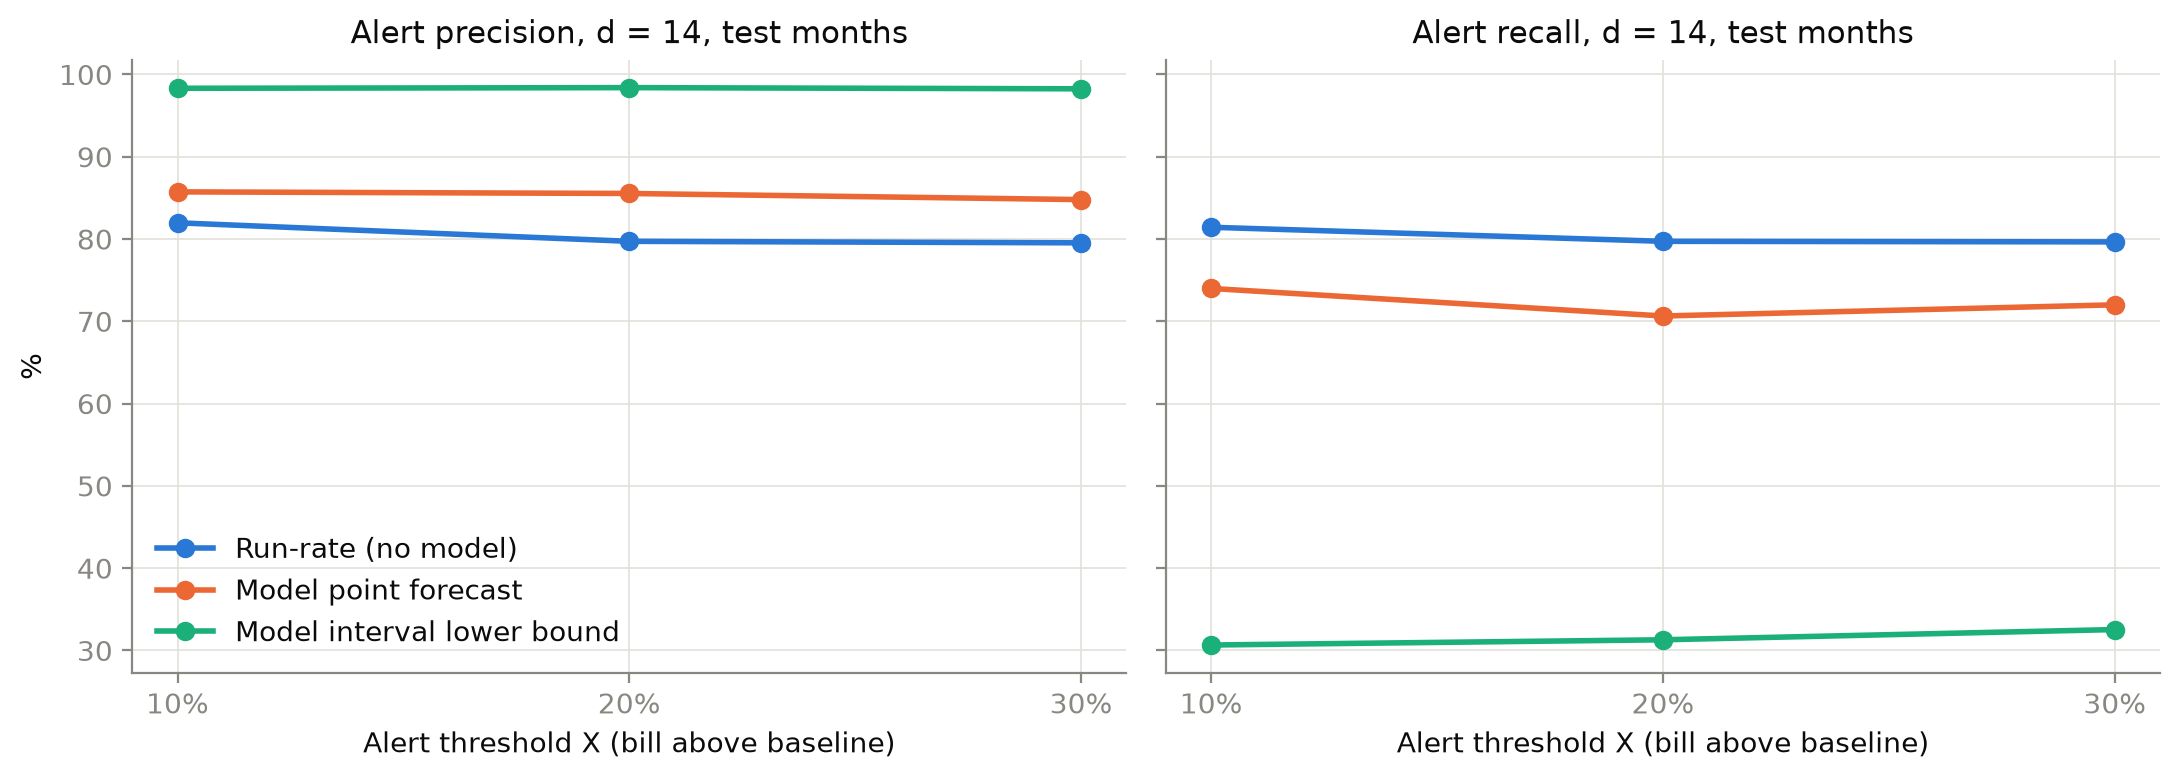 Alert precision, d = 14, test months
100
90
80
70
60
50
40
30
%
Run-rate (no model)
Model point forecast
Model interval lower bound
10% 20% 30%
Alert threshold X (bill above baseline)
Alert recall, d = 14, test months
10% 20% 30%
Alert threshold X (bill above baseline)